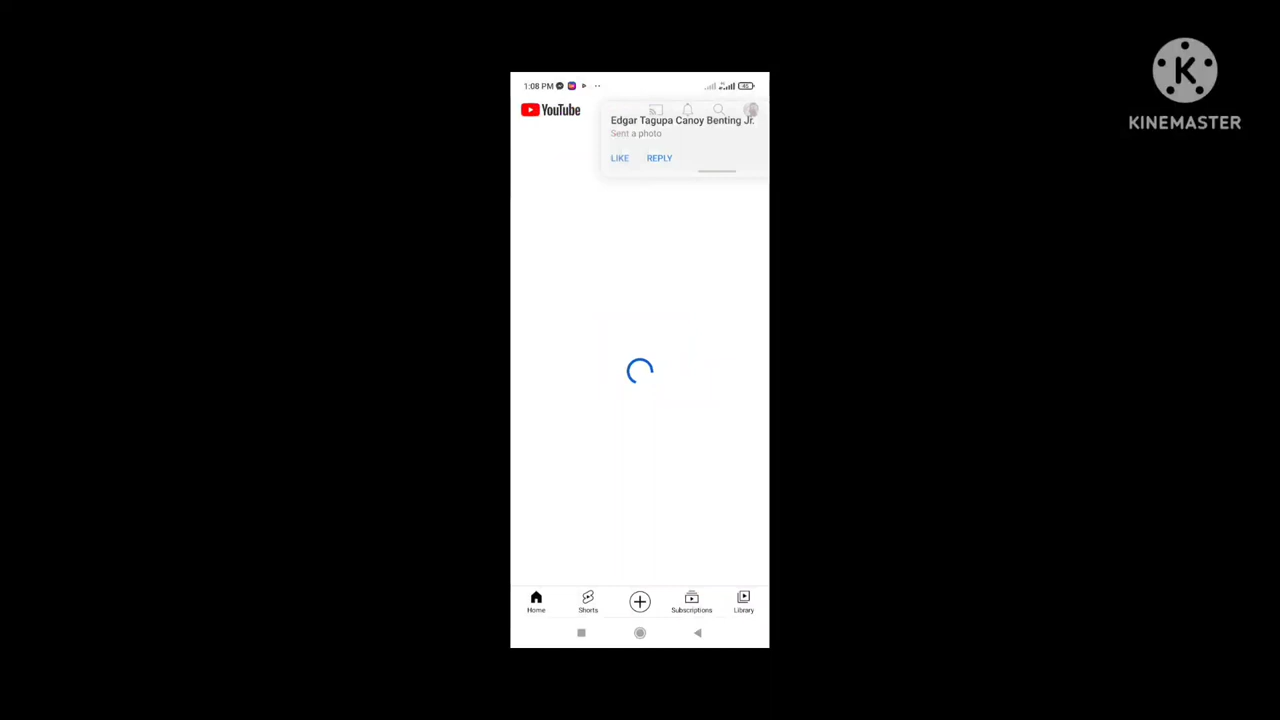 1:08 PM
YouTube
Edgar Tagupa Canoy Benting Jr.
Sent a photo
LIKE REPLY
Home Shorts Subscriptions Library
K
KINEMASTER